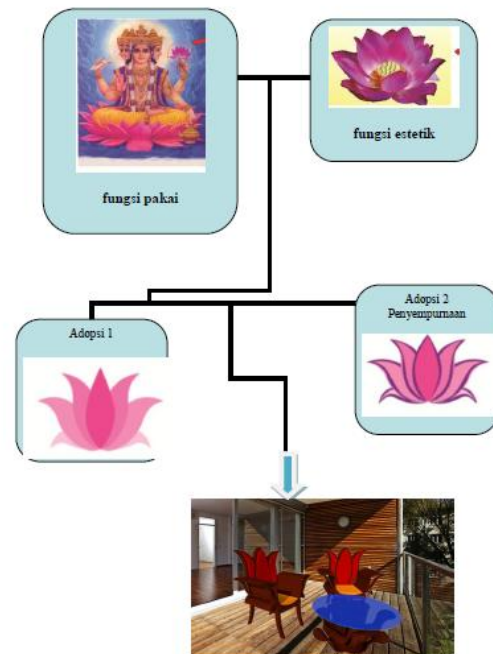 fungsi pakai
fungsi estetik
Adopsi 1
Adopsi 2
Penyempurnaan